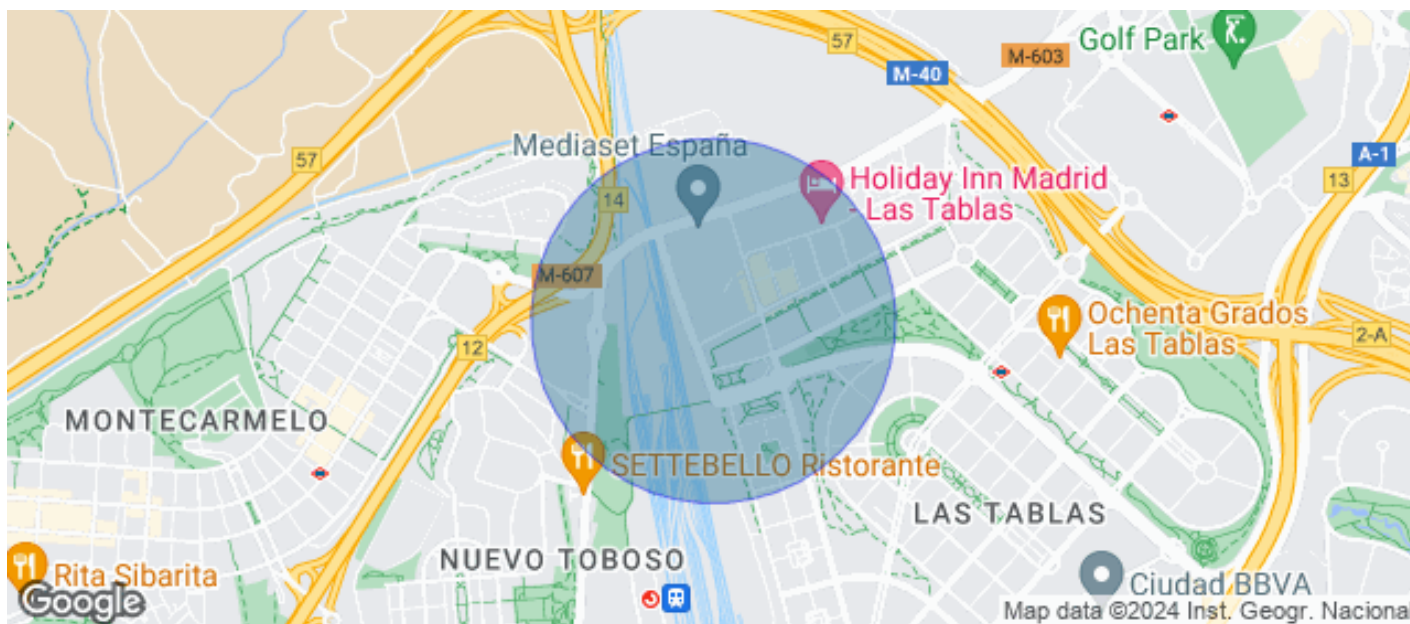 57
Golf Park
M-603
M-40
Mediaset España
A-1
57
Holiday Inn Madrid
- Las Tablas
13
14
M-607
Ochenta Grados
Las Tablas
2-A
12
MONTECARMELO
SETTEBELLO Ristorante
LAS TABLAS
NUEVO TOBOSO
Rita Sibarita
Ciudad BBVA
Google
Map data ©2024 Inst. Geogr. Nacional